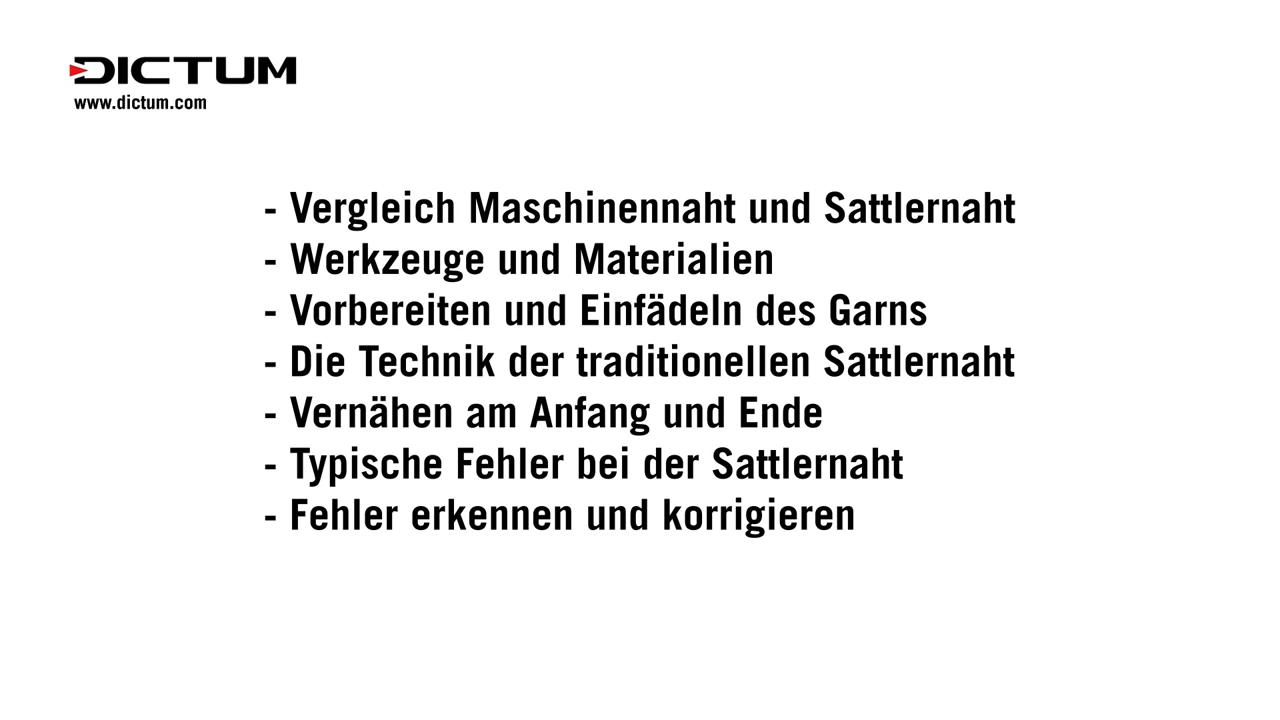 DICTUM
www.dictum.com
- Vergleich Maschinennaht und Sattlernaht
- Werkzeuge und Materialien
- Vorbereiten und Einfädeln des Garns
- Die Technik der traditionellen Sattlernaht
- Vernähen am Anfang und Ende
- Typische Fehler bei der Sattlernaht
- Fehler erkennen und korrigieren